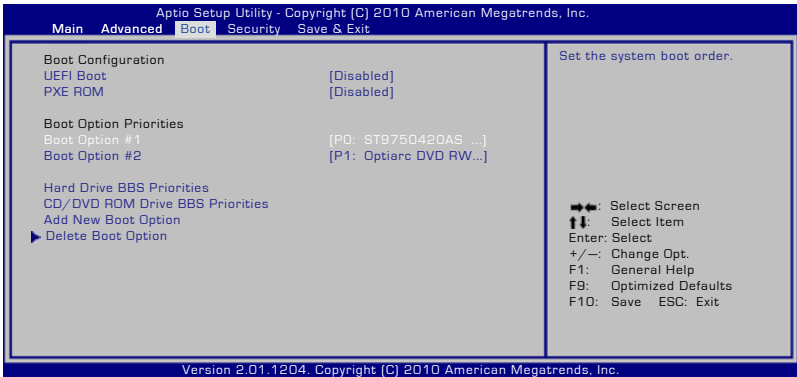 Aptio Setup Utility - Copyright (C) 2010 American Megatrends, Inc.
Main Advanced Boot Security Save & Exit
Boot Configuration
UEFI Boot [Disabled]
PXE ROM [Disabled]
Boot Option Priorities
Boot Option #1 [P0: ST9750420AS ...]
Boot Option #2 [P1: Optiarc DVD RW...]
Hard Drive BBS Priorities
CD/DVD ROM Drive BBS Priorities
Add New Boot Option
Delete Boot Option
Set the system boot order.
→←: Select Screen
↑↓: Select Item
Enter: Select
+/—: Change Opt.
F1: General Help
F9: Optimized Defaults
F10: Save ESC: Exit
Version 2.01.1204. Copyright (C) 2010 American Megatrends, Inc.